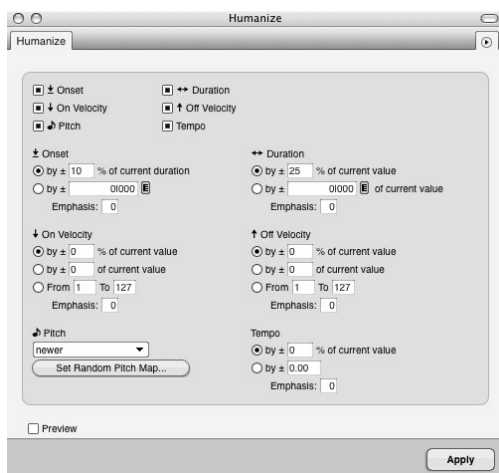 Humanize
Humanize
Onset
Duration
On Velocity
Off Velocity
Pitch
Tempo
Onset
by ± 10 % of current duration
by ± 0|000 E
Emphasis: 0
Duration
by ± 25 % of current value
by ± 0|000 E of current value
Emphasis: 0
On Velocity
by ± 0 % of current value
by ± 0 of current value
From 1 To 127
Emphasis: 0
Off Velocity
by ± 0 % of current value
by ± 0 of current value
From 1 To 127
Emphasis: 0
Pitch
newer
Set Random Pitch Map...
Tempo
by ± 0 % of current value
by ± 0.00
Emphasis: 0
Preview
Apply